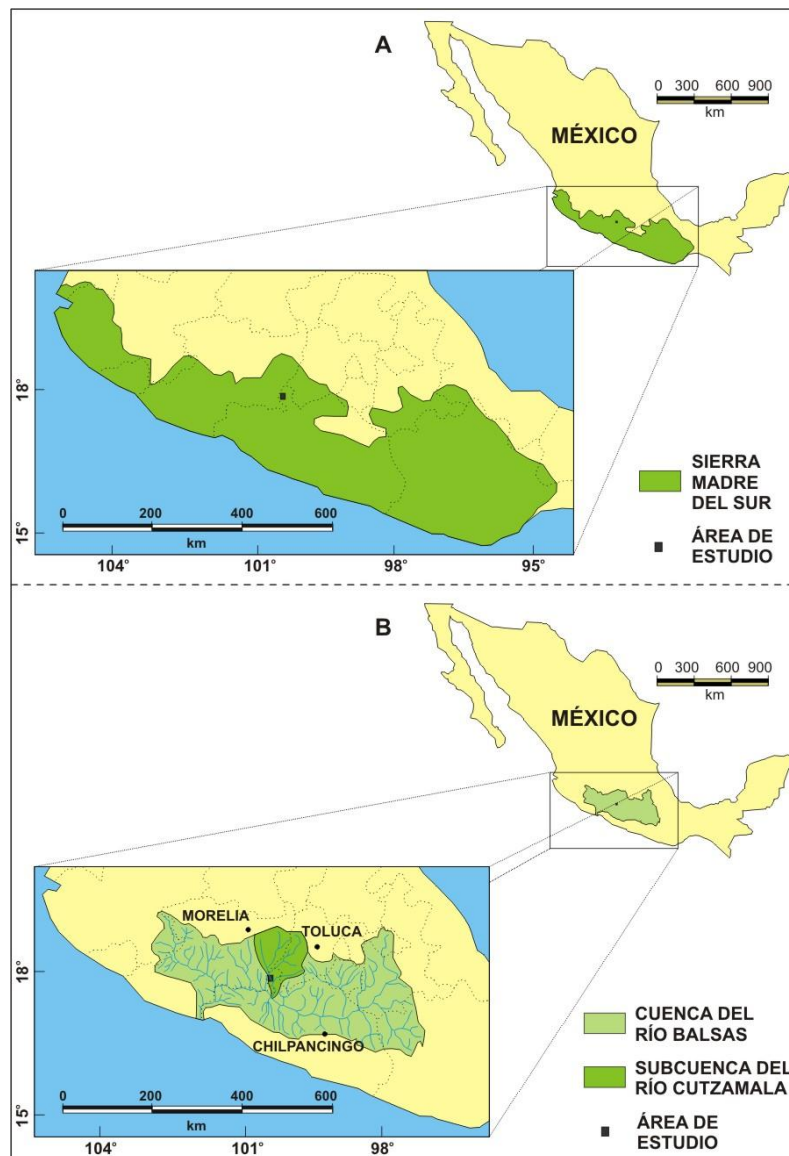 A
0 300 600 900
km
MÉXICO
18°
15°
0 200 400 600
km
104° 101° 98° 95°
SIERRA
MADRE
DEL SUR
ÁREA DE
ESTUDIO
B
0 300 600 900
km
MÉXICO
MORELIA
TOLUCA
CHILPANCINGO
18°
15°
0 200 400 600
km
104° 101° 98°
CUENCA DEL
RÍO BALSAS
SUBCUENCA DEL
RÍO CUTZAMALA
ÁREA DE
ESTUDIO